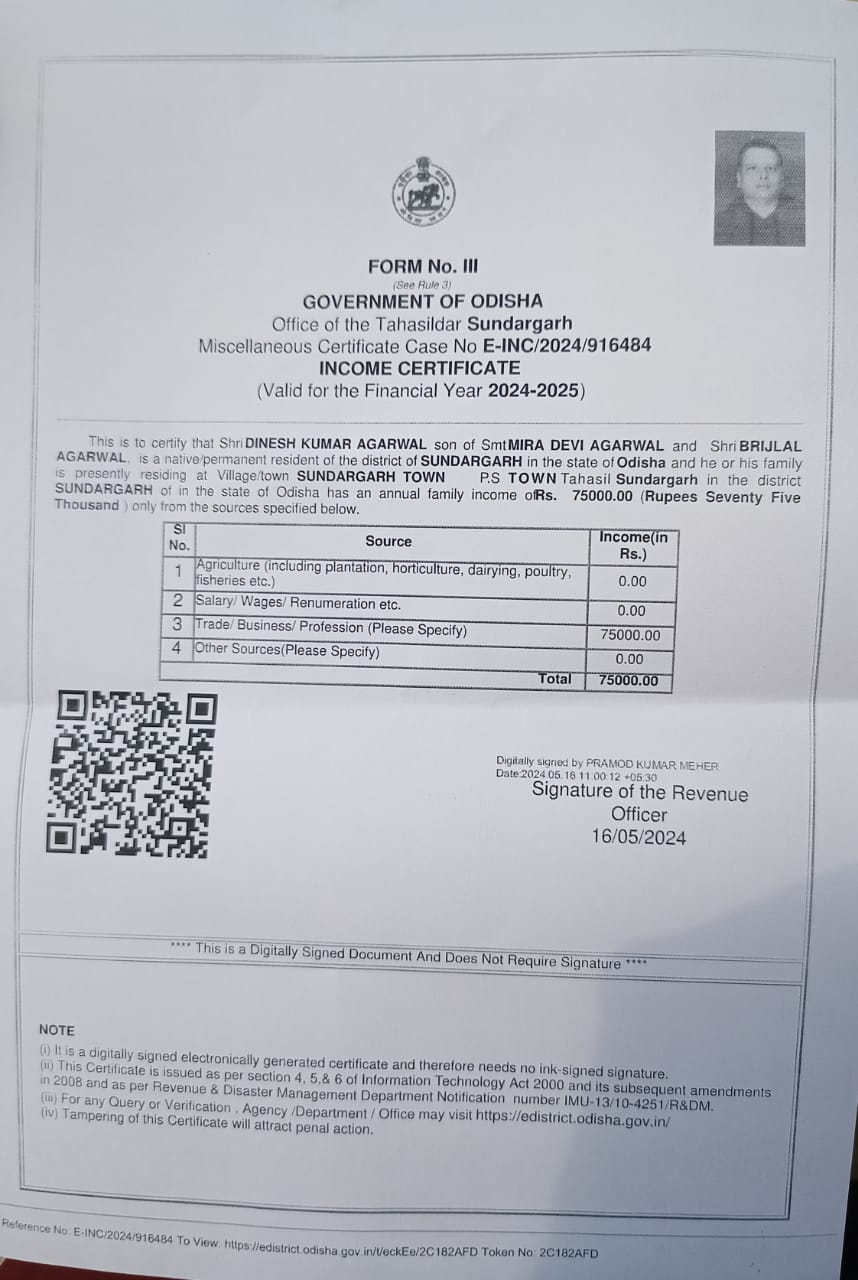 FORM No. III
(See Rule 3)
GOVERNMENT OF ODISHA
Office of the Tahasildar Sundargarh
Miscellaneous Certificate Case No E-INC/2024/916484
INCOME CERTIFICATE
(Valid for the Financial Year 2024-2025)
This is to certify that Shri DINESH KUMAR AGARWAL son of Smt MIRA DEVI AGARWAL and Shri BRIJLAL
AGARWAL, is a native/permanent resident of the district of SUNDARGARH in the state of Odisha and he or his family
is presently residing at Village/town SUNDARGARH TOWN P.S TOWN Tahasil Sundargarh in the district
SUNDARGARH of in the state of Odisha has an annual family income of Rs. 75000.00 (Rupees Seventy Five
Thousand ) only from the sources specified below.
Sl No. Source Income(in Rs.)
1 Agriculture (including plantation, horticulture, dairying, poultry, fisheries etc.) 0.00
2 Salary/ Wages/ Renumeration etc. 0.00
3 Trade/ Business/ Profession (Please Specify) 75000.00
4 Other Sources(Please Specify) 0.00
Total 75000.00
Digitally signed by PRAMOD KUMAR MEHER
Date:2024.05.16 11:00:12 +05:30
Signature of the Revenue
Officer
16/05/2024
**** This is a Digitally Signed Document And Does Not Require Signature ****
NOTE
(i) It is a digitally signed electronically generated certificate and therefore needs no ink-signed signature.
(ii) This Certificate is issued as per section 4, 5,& 6 of Information Technology Act 2000 and its subsequent amendments
in 2008 and as per Revenue & Disaster Management Department Notification number IMU-13/10-4251/R&DM.
(iii) For any Query or Verification , Agency /Department / Office may visit https://edistrict.odisha.gov.in/
(iv) Tampering of this Certificate will attract penal action.
Reference No: E-INC/2024/916484 To View: https://edistrict.odisha.gov.in/t/eckEe/2C182AFD Token No: 2C182AFD